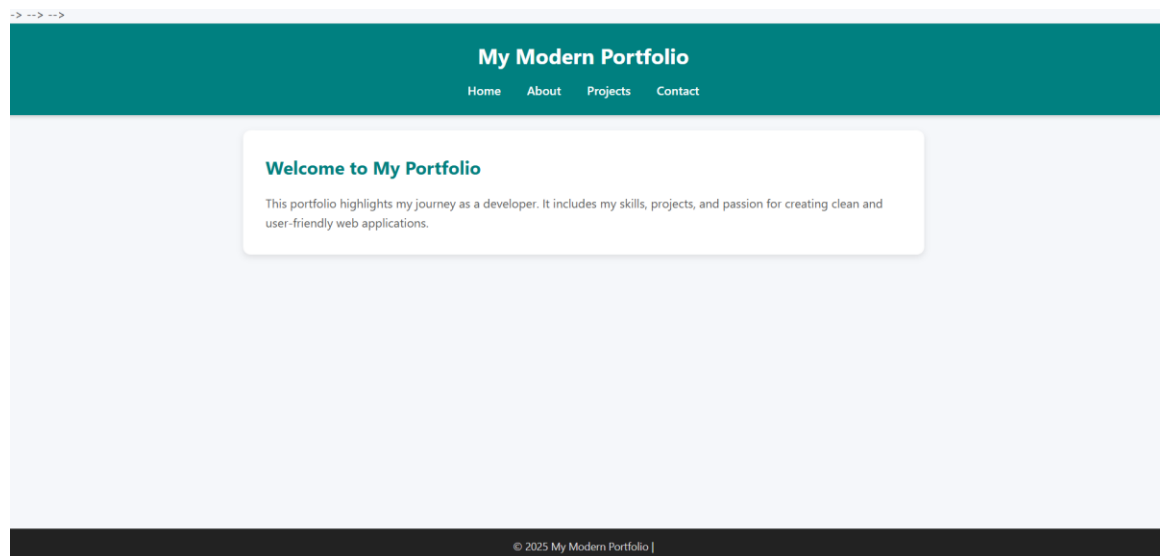 -> --> -->
My Modern Portfolio
Home About Projects Contact
Welcome to My Portfolio
This portfolio highlights my journey as a developer. It includes my skills, projects, and passion for creating clean and
user-friendly web applications.
© 2025 My Modern Portfolio |